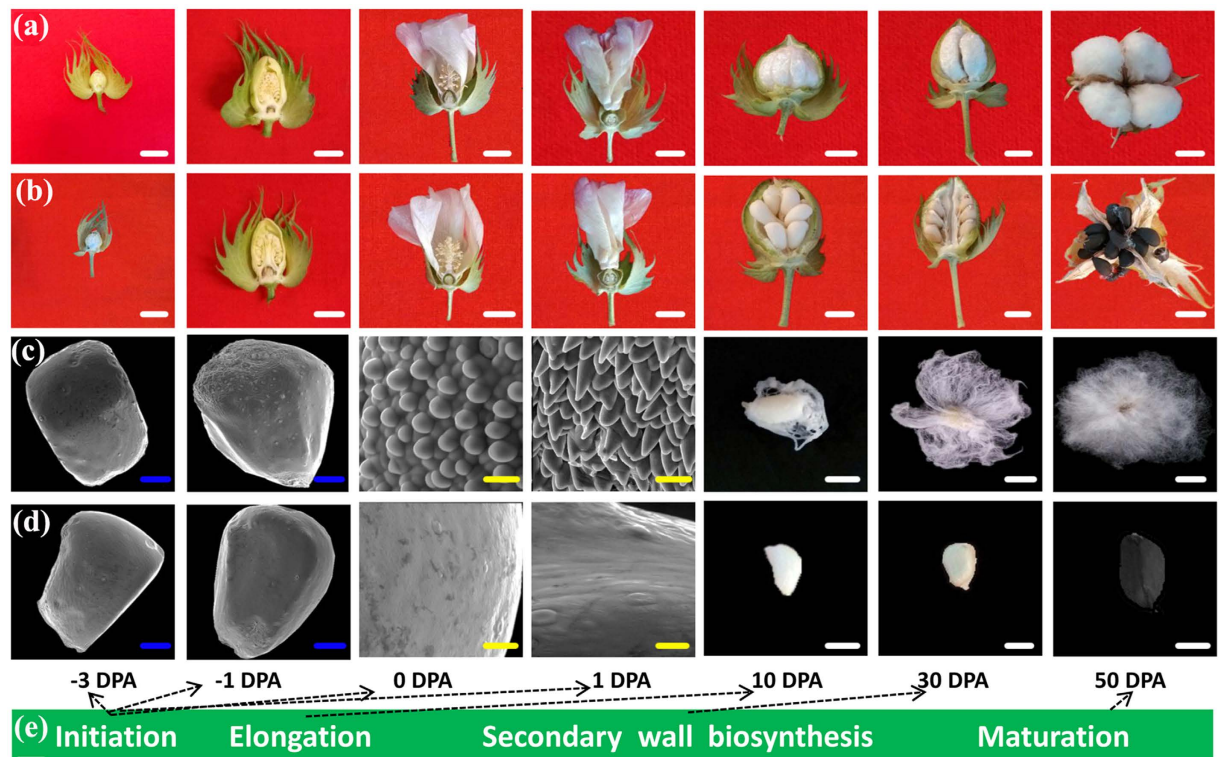 (a)
(b)
(c)
(d)
-3 DPA -1 DPA 0 DPA 1 DPA 10 DPA 30 DPA 50 DPA
(e) Initiation Elongation Secondary wall biosynthesis Maturation